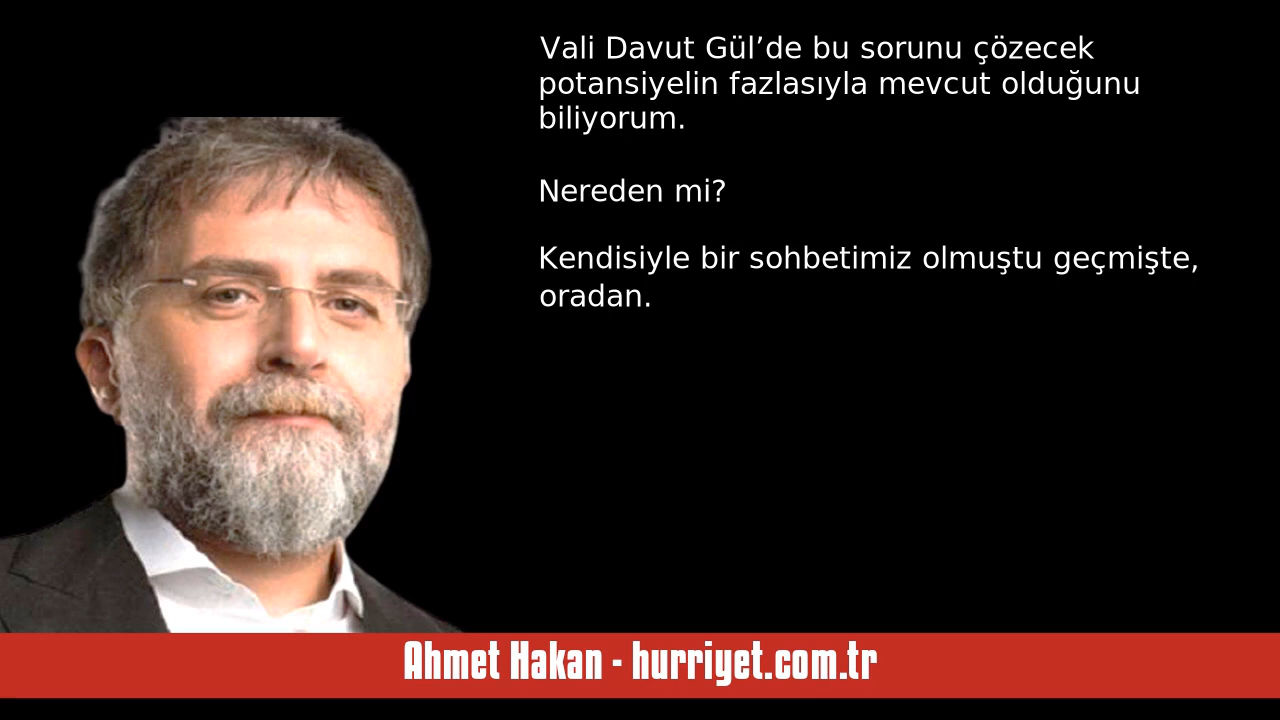 Vali Davut Gül’de bu sorunu çözecek
potansiyelin fazlasıyla mevcut olduğunu
biliyorum.
Nereden mi?
Kendisiyle bir sohbetimiz olmuştu geçmişte,
oradan.
Ahmet Hakan - hurriyet.com.tr